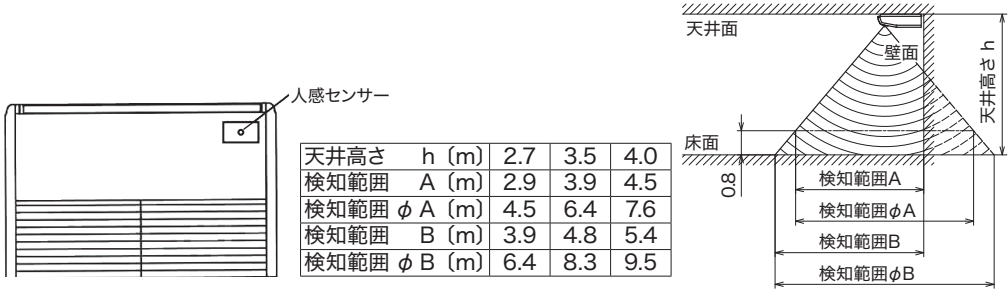 人感センサー
天井高さ h〔m〕 2.7 3.5 4.0
検知範囲 A〔m〕 2.9 3.9 4.5
検知範囲 φA〔m〕 4.5 6.4 7.6
検知範囲 B〔m〕 3.9 4.8 5.4
検知範囲 φB〔m〕 6.4 8.3 9.5
天井面
壁面
天井高さ h
床面
0.8
検知範囲A
検知範囲φA
検知範囲B
検知範囲φB